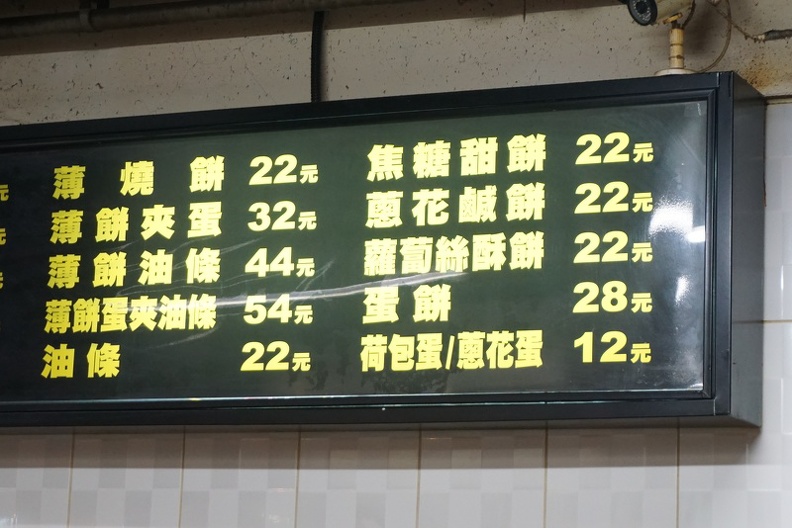 元
元
元
薄燒餅 22元
薄餅夾蛋 32元
薄餅油條 44元
薄餅蛋夾油條 54元
油條 22元
焦糖甜餅 22元
蔥花鹹餅 22元
蘿蔔絲酥餅 22元
蛋餅 28元
荷包蛋/蔥花蛋 12元